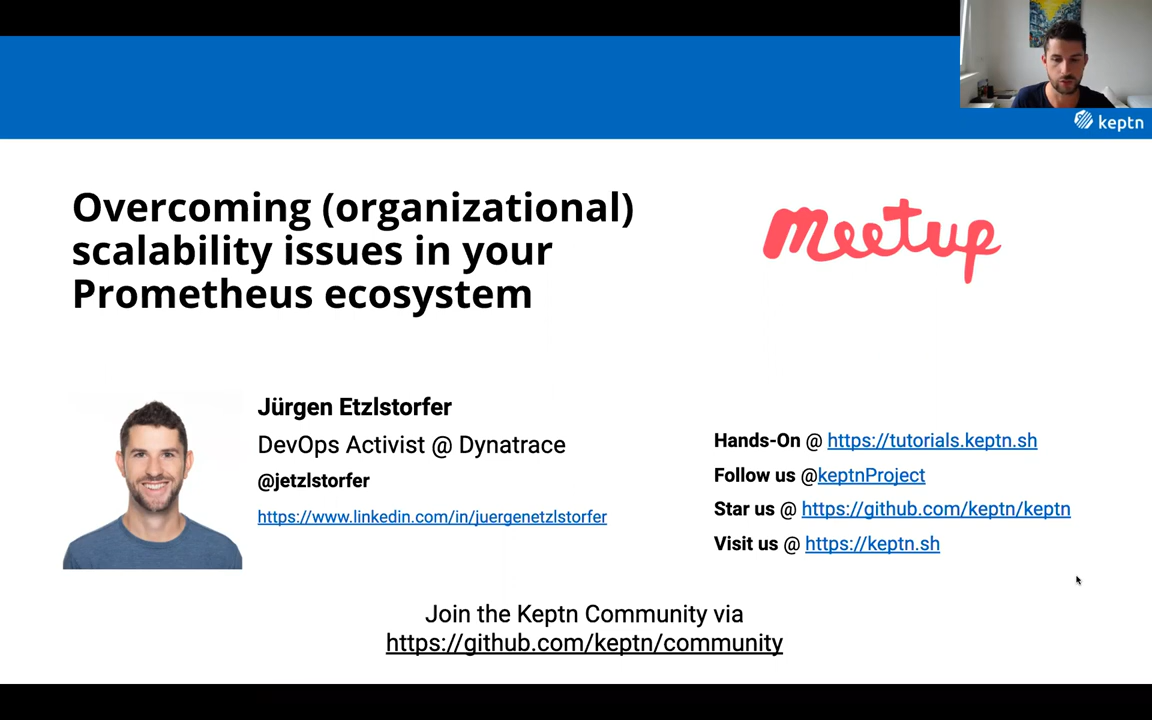 keptn
Overcoming (organizational)
scalability issues in your
Prometheus ecosystem
meetup
Jürgen Etzlstorfer
DevOps Activist @ Dynatrace
@jetzlstorfer
https://www.linkedin.com/in/juergenetzlstorfer
Hands-On @ https://tutorials.keptn.sh
Follow us @keptnProject
Star us @ https://github.com/keptn/keptn
Visit us @ https://keptn.sh
Join the Keptn Community via
https://github.com/keptn/community